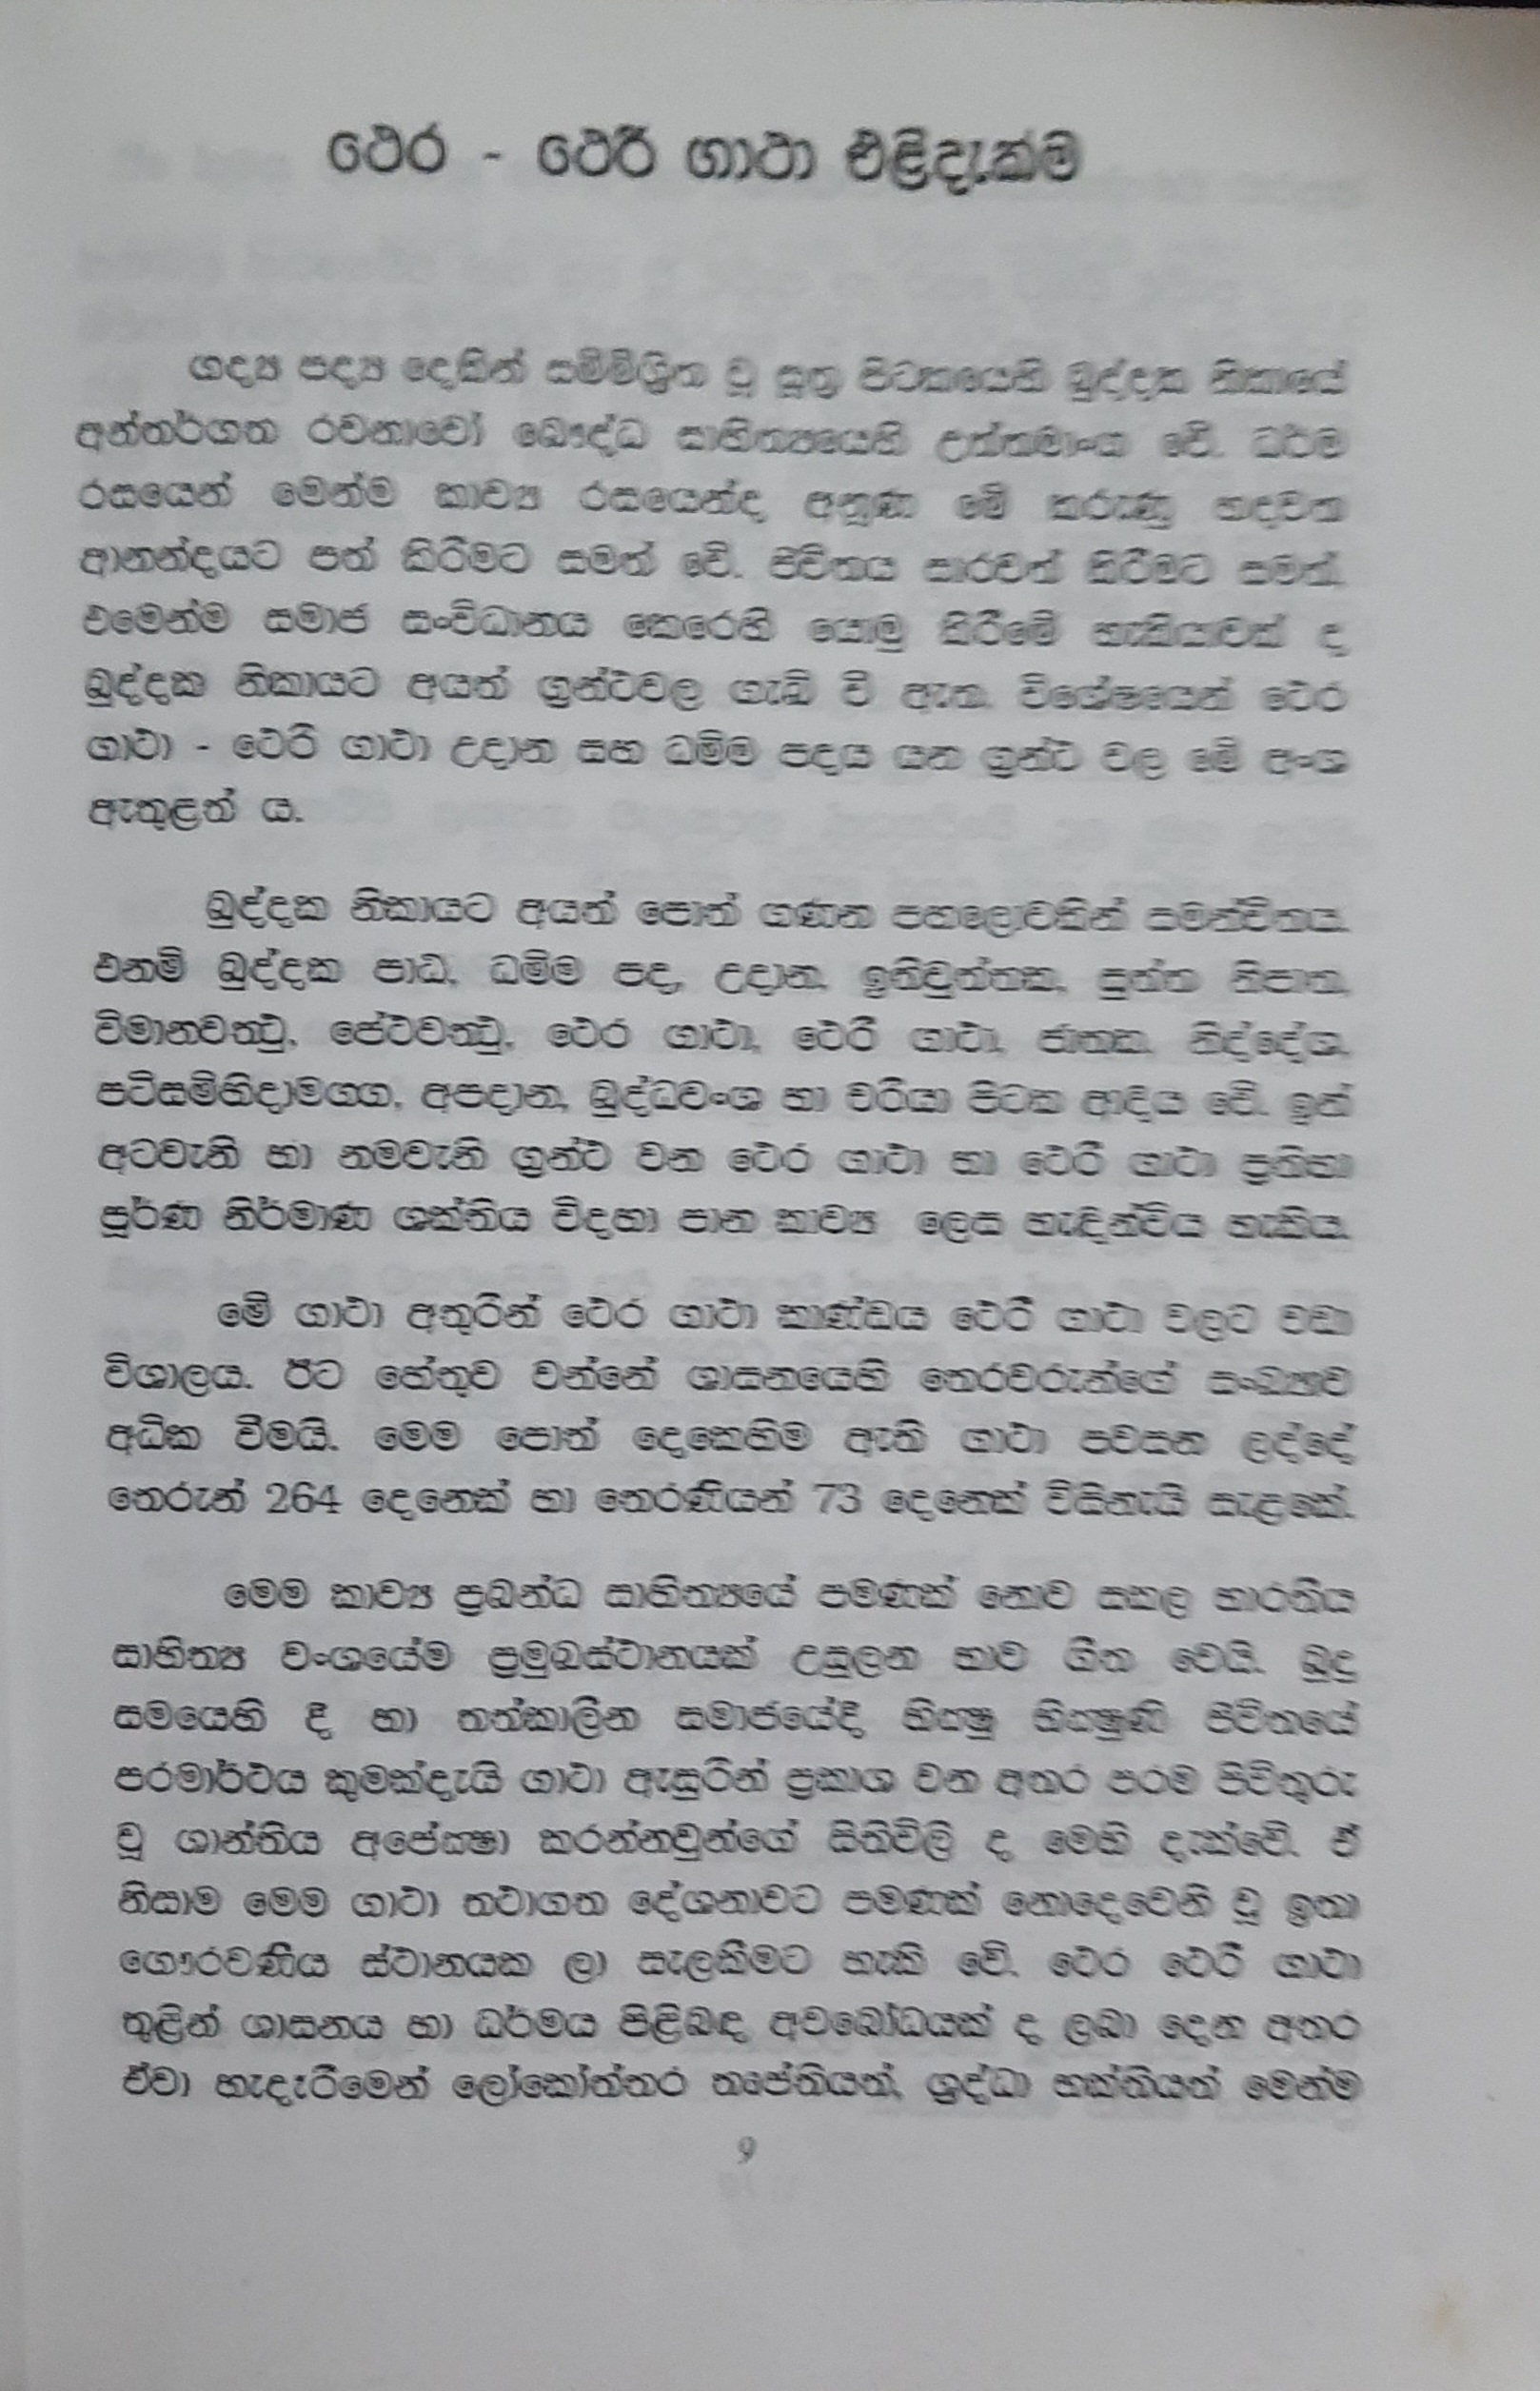 ථෙර - ථෙරී ගාථා එළිදැක්ම
ගද්‍ය පද්‍ය දෙකින් සම්මිශ්‍රිත වූ සූත්‍ර පිටකයෙහි ඛුද්දක නිකායේ
අන්තර්ගත රචනාවෝ බෞද්ධ සාහිත්‍යයෙහි උත්තමාංග වේ. ධර්ම
රසයෙන් මෙන්ම කාව්‍ය රසයෙන්ද අනූණ මේ කරුණු හදවත
ආනන්දයට පත් කිරීමට සමත් වේ. ජීවිතය සාරවත් කිරීමට සමත්,
එමෙන්ම සමාජ සංවිධානය කෙරෙහි යොමු කිරීමේ හැකියාවක් ද,
ඛුද්දක නිකායට අයත් ග්‍රන්ථවල ගැබ් වී ඇත. විශේෂයෙන් ථෙර
ගාථා - ථෙරී ගාථා උදාන සහ ධම්ම පදය යන ග්‍රන්ථ වල මේ අංශ
ඇතුළත් ය.
ඛුද්දක නිකායට අයත් පොත් ගණන පහළොවකින් සමන්විතය.
එනම් ඛුද්දක පාඨ, ධම්ම පද, උදාන, ඉතිවුත්තක, සුත්ත නිපාත,
විමානවත්‍ථු, පේථවත්‍ථු, ථෙර ගාථා, ථෙරී ගාථා, ජාතක, නිද්දේශ,
පටිසම්භිදාමග්ග, අපදාන, බුද්ධවංශ හා චරියා පිටක ආදිය වේ. ඉන්
අටවැනි හා නමවැනි ග්‍රන්ථ වන ථෙර ගාථා හා ථෙරී ගාථා ප්‍රතිභා
පූර්ණ නිර්මාණ ශක්තිය විදහා පාන කාව්‍ය ලෙස හැඳින්විය හැකිය.
මේ ගාථා අතුරින් ථෙර ගාථා කාණ්ඩය ථෙරී ගාථා වලට වඩා
විශාලය. ඊට හේතුව වන්නේ ශාසනයෙහි තෙරවරුන්ගේ සංඛ්‍යාව
අධික වීමයි. මෙම පොත් දෙකෙහිම ඇති ගාථා පවසන ලද්දේ
තෙරුන් 264 දෙනෙක් හා තෙරණියන් 73 දෙනෙක් විසිනැයි සැළකේ.
මෙම කාව්‍ය ප්‍රබන්ධ සාහිත්‍යයේ පමණක් නොව සකල භාරතීය
සාහිත්‍ය වංශයේම ප්‍රමුඛස්ථානයක් උසුලන භාව ගීත වෙයි. බුදු
සමයෙහි දී හා තත්කාලීන සමාජයේදී භික්‍ෂු භික්‍ෂුණී ජීවිතයේ
පරමාර්ථය කුමක්දැයි ගාථා ඇසුරින් ප්‍රකාශ වන අතර පරම පිවිතුරු
වූ ශාන්තිය අපේක්‍ෂා කරන්නවුන්ගේ සිතිවිලි ද මෙහි දැක්වේ. ඒ
නිසාම මෙම ගාථා තථාගත දේශනාවට පමණක් නොදෙවෙනි වූ ඉතා
ගෞරවණීය ස්ථානයක ලා සැලකීමට හැකි වේ. ථෙර ථෙරී ගාථා
තුළින් ශාසනය හා ධර්මය පිළිබඳ අවබෝධයක් ද ලබා දෙන අතර
ඒවා හැදෑරීමෙන් ලෝකෝත්තර තෘප්තියත්, ශ්‍රද්ධා භක්තියත් මෙන්ම
9